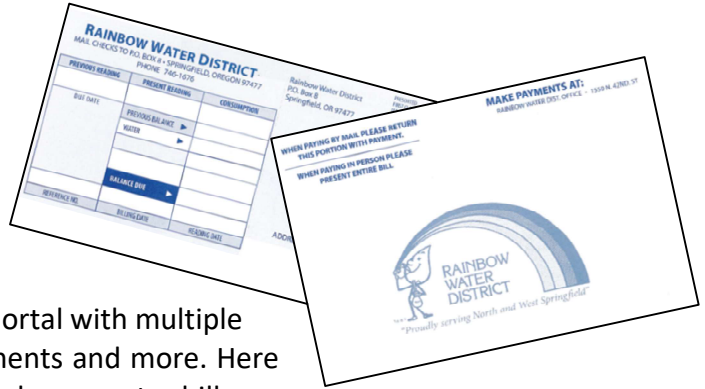 RAINBOW WATER DISTRICT
MAIL CHECKS TO P.O. BOX 8 • SPRINGFIELD, OREGON 97477
PHONE 746-1676
PREVIOUS READING
PRESENT READING
CONSUMPTION
DUE DATE
PREVIOUS BALANCE
WATER
BALANCE DUE
REFERENCE NO.
BILLING DATE
READING DATE
Rainbow Water District
P.O. Box 8
Springfield, OR 97477
WHEN PAYING BY MAIL PLEASE RETURN
THIS PORTION WITH PAYMENT.
WHEN PAYING IN PERSON PLEASE
PRESENT ENTIRE BILL
MAKE PAYMENTS AT:
RAINBOW WATER DIST. OFFICE • 1550 N. 42ND. ST
RAINBOW
WATER
DISTRICT
"Proudly serving North and West Springfield"
ortal with multiple
nents and more. Here